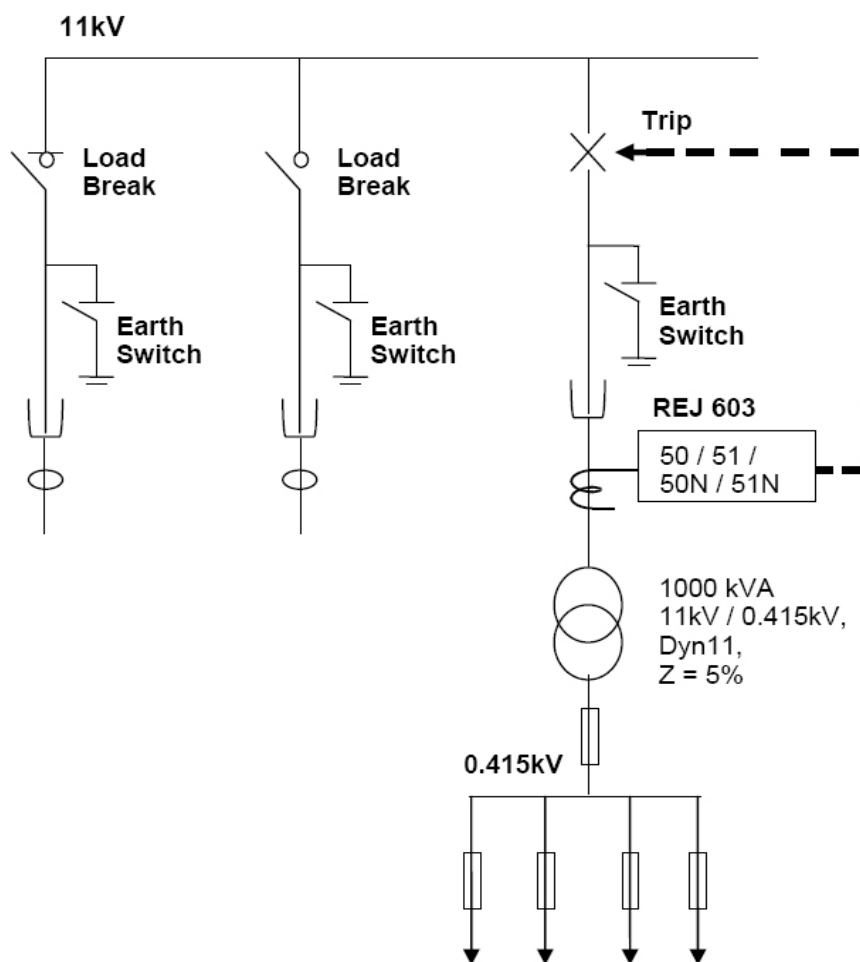 11kV
Load
Break
Load
Break
Trip
Earth
Switch
Earth
Switch
Earth
Switch
REJ 603
50 / 51 /
50N / 51N
1000 kVA
11kV / 0.415kV,
Dyn11,
Z = 5%
0.415kV